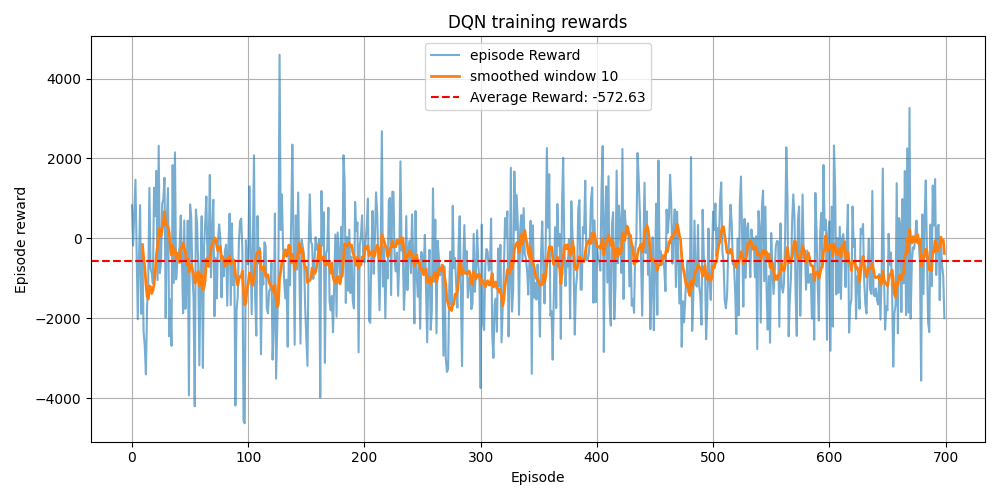 DQN training rewards
episode Reward
smoothed window 10
Average Reward: -572.63
Episode reward
4000
2000
0
−2000
−4000
0 100 200 300 400 500 600 700
Episode